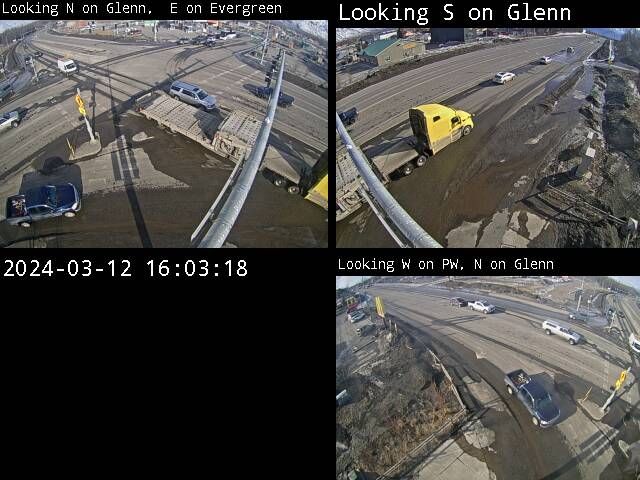 Looking N on Glenn, E on Evergreen
Looking S on Glenn
2024-03-12 16:03:18
Looking W on PW, N on Glenn